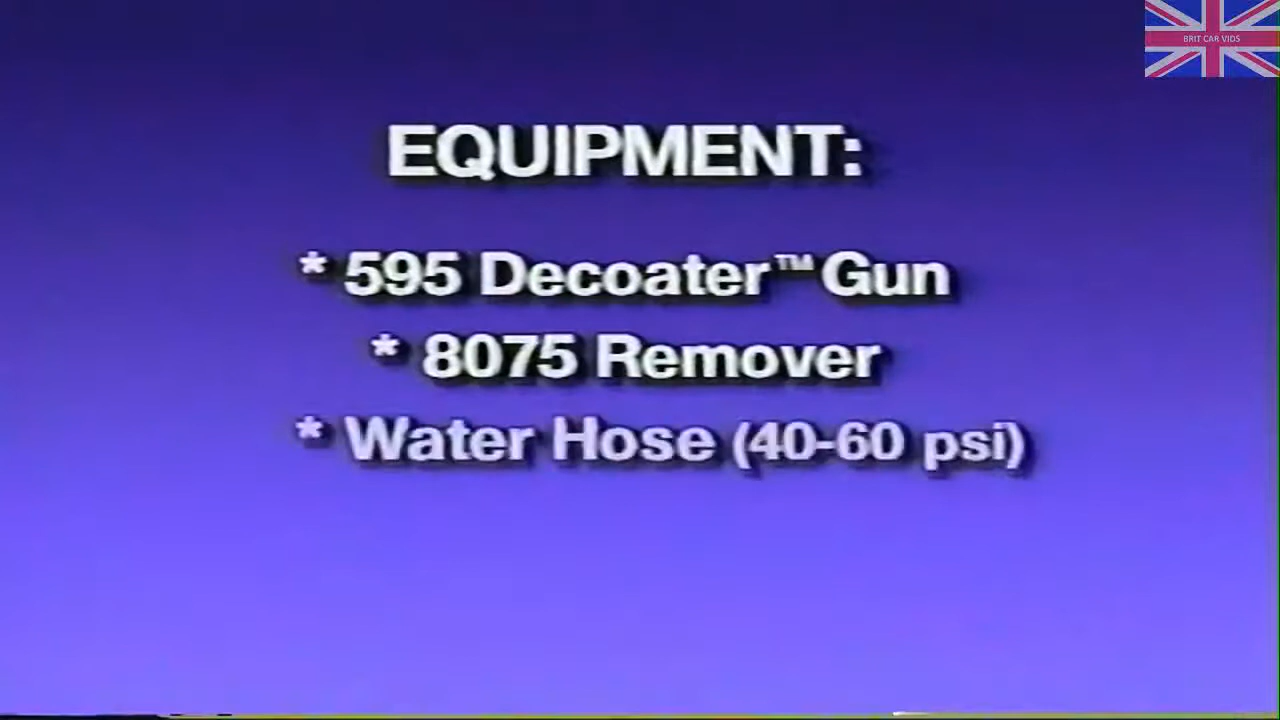 BRIT CAR VIDS
EQUIPMENT:
* 595 Decoater™ Gun
* 8075 Remover
* Water Hose (40-60 psi)